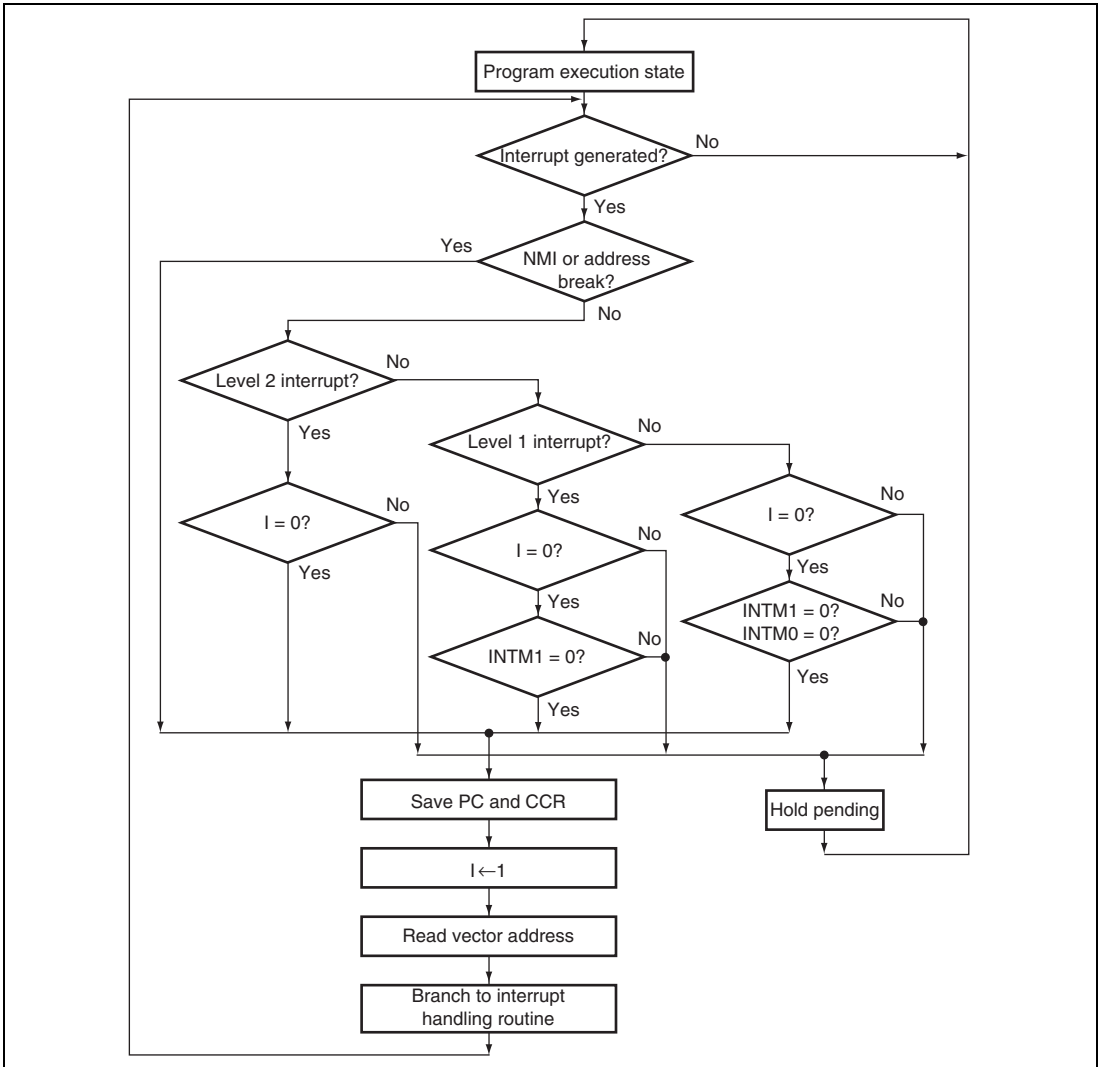 Program execution state
Interrupt generated?
No
Yes
Yes
NMI or address
break?
No
Level 2 interrupt?
No
Yes
Level 1 interrupt?
No
Yes
I = 0?
No
Yes
I = 0?
No
Yes
I = 0?
No
Yes
INTM1 = 0?
No
Yes
INTM1 = 0?
INTM0 = 0?
No
Yes
Save PC and CCR
Hold pending
I ←1
Read vector address
Branch to interrupt
handling routine